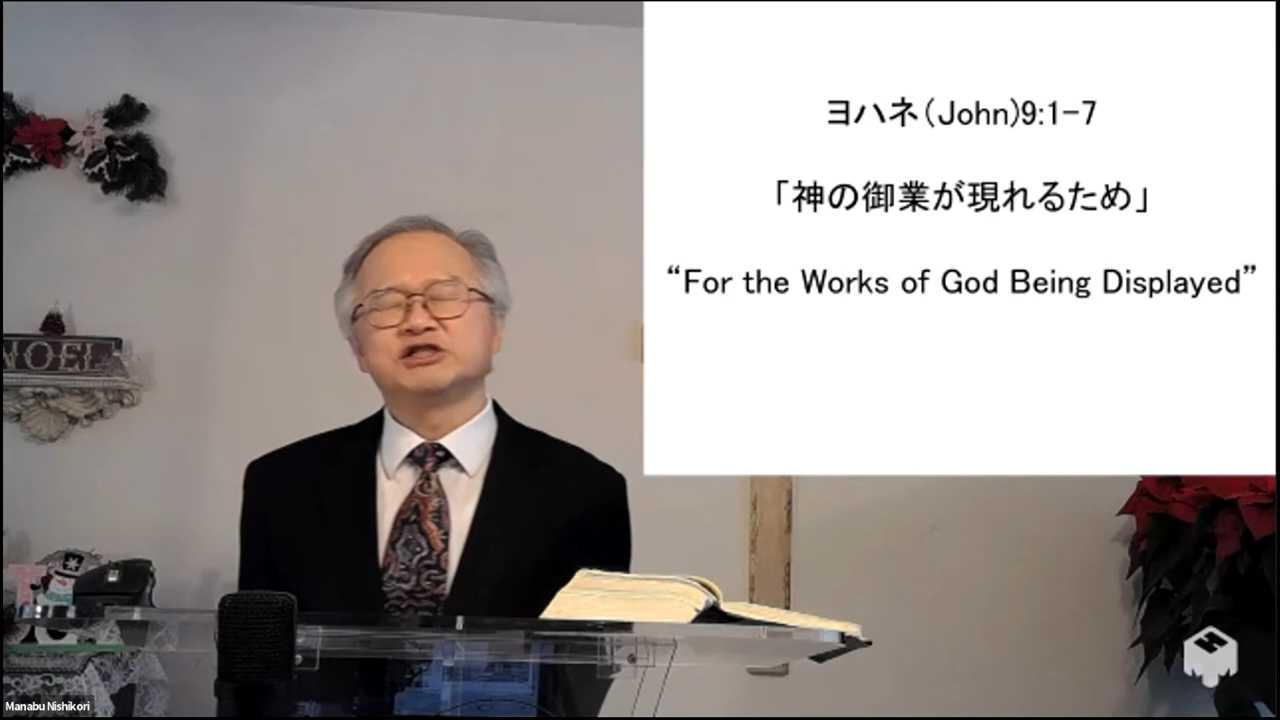 ヨハネ(John)9:1-7
「神の御業が現れるため」
“For the Works of God Being Displayed”
NOEL
Manabu Nishikori